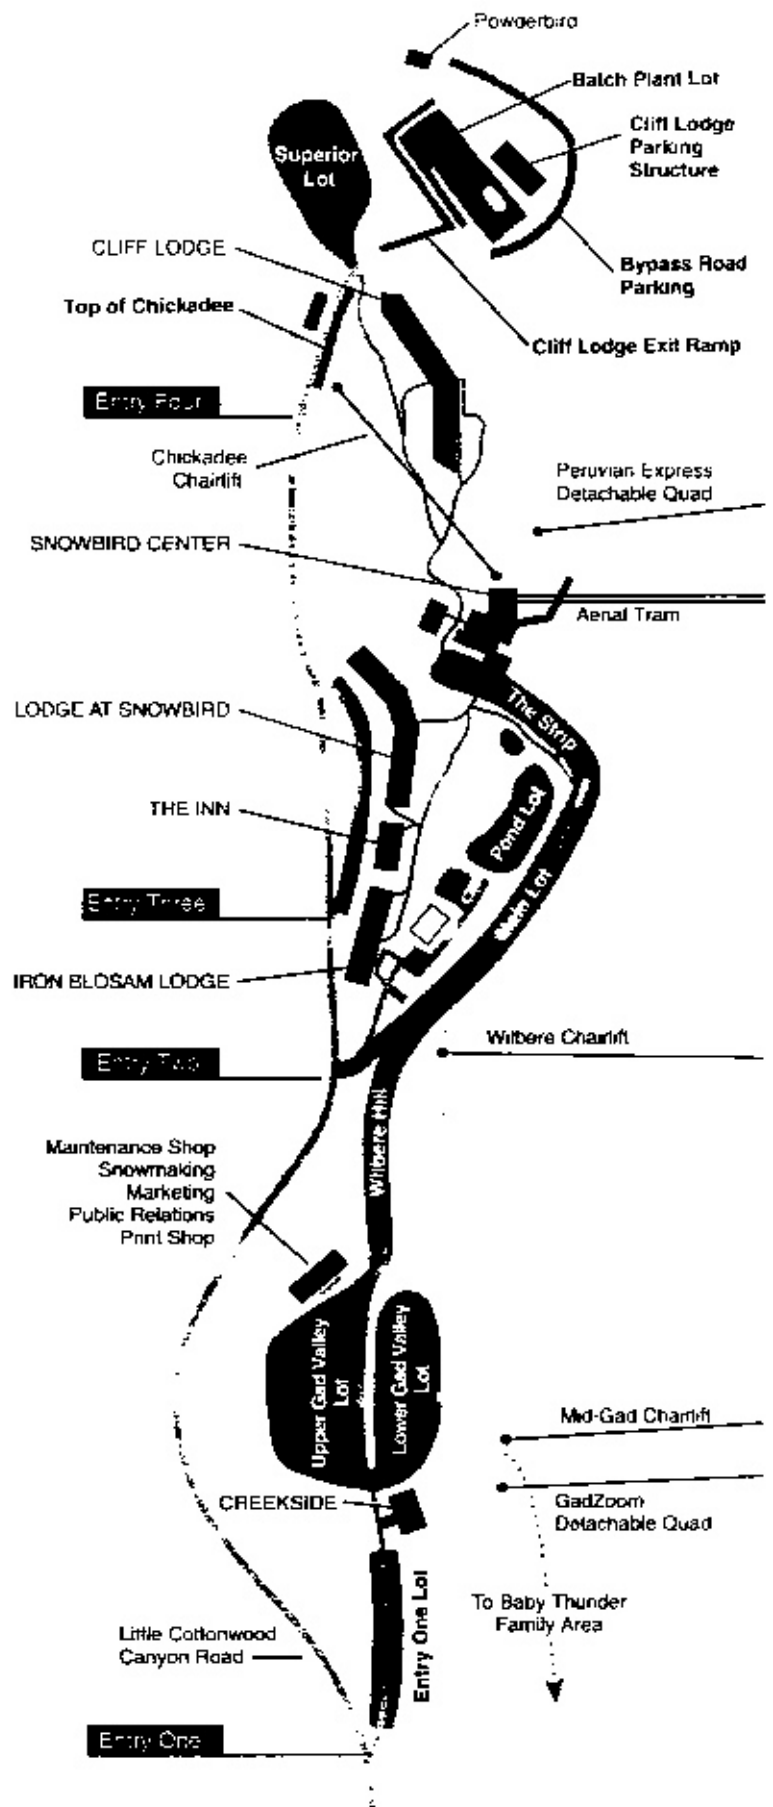 Powderbird
Batch Plant Lot
Cliff Lodge
Parking
Structure
Superior
Lot
CLIFF LODGE
Bypass Road
Parking
Top of Chickadee
Cliff Lodge Exit Ramp
Entry Four
Chickadee
Chairlift
Peruvian Express
Detachable Quad
SNOWBIRD CENTER
Aerial Tram
The Strip
LODGE AT SNOWBIRD
THE INN
Pond Lot
Main Lot
Entry Three
IRON BLOSAM LODGE
Wilbere Chairlift
Entry Two
Wilbere Hill
Maintenance Shop
Snowmaking
Marketing
Public Relations
Print Shop
Upper Gad Valley
Lot
Lower Gad Valley
Lot
Mid-Gad Chairlift
CREEKSIDE
GadZoom
Detachable Quad
To Baby Thunder
Family Area
Entry One Lot
Little Cottonwood
Canyon Road
Entry One